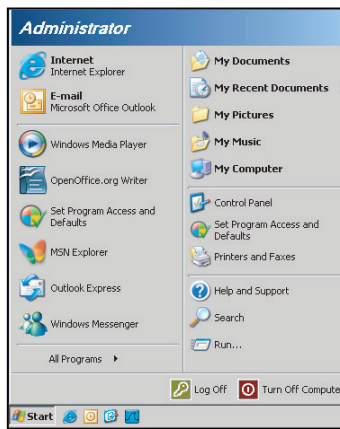 Administrator
Internet
Internet Explorer
E-mail
Microsoft Office Outlook
Windows Media Player
OpenOffice.org Writer
Set Program Access and
Defaults
MSN Explorer
Outlook Express
Windows Messenger
All Programs
My Documents
My Recent Documents
My Pictures
My Music
My Computer
Control Panel
Set Program Access and
Defaults
Printers and Faxes
Help and Support
Search
Run...
Log Off
Turn Off Compute
Start